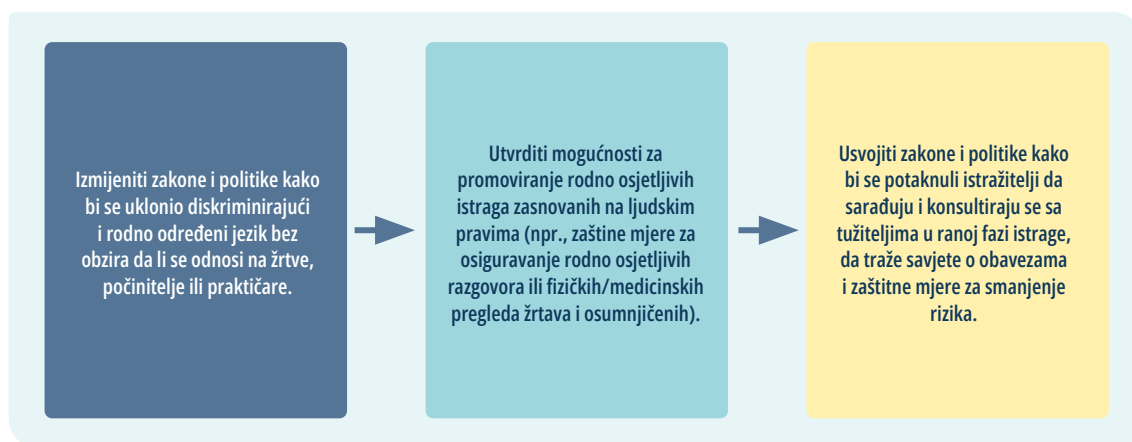 Izmijeniti zakone i politike kako
bi se uklonio diskriminirajući
i rodno određeni jezik bez
obzira da li se odnosi na žrtve,
počinitelje ili praktičare.
Utvrditi mogućnosti za
promoviranje rodno osjetljivih
istraga zasnovanih na ljudskim
pravima (npr., zaštine mjere za
osiguravanje rodno osjetljivih
razgovora ili fizičkih/medicinskih
pregleda žrtava i osumnjičenih).
Usvojiti zakone i politike kako
bi se potaknuli istražitelji da
sarađuju i konsultiraju se sa
tužiteljima u ranoj fazi istrage,
da traže savjete o obavezama
i zaštitne mjere za smanjenje
rizika.